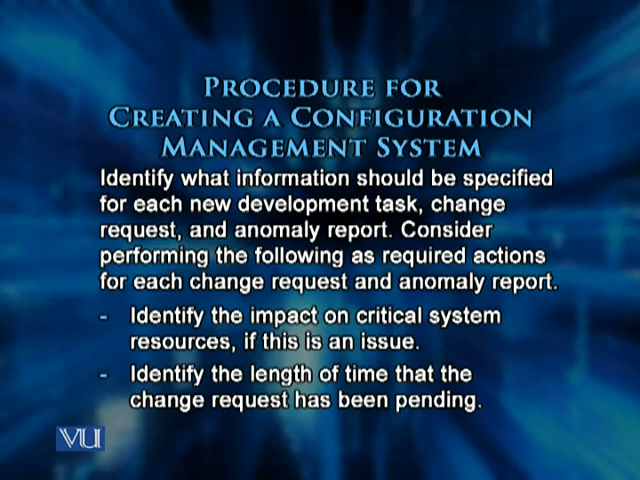 PROCEDURE FOR
CREATING A CONFIGURATION
MANAGEMENT SYSTEM
Identify what information should be specified
for each new development task, change
request, and anomaly report. Consider
performing the following as required actions
for each change request and anomaly report.
- Identify the impact on critical system
resources, if this is an issue.
- Identify the length of time that the
change request has been pending.
VU